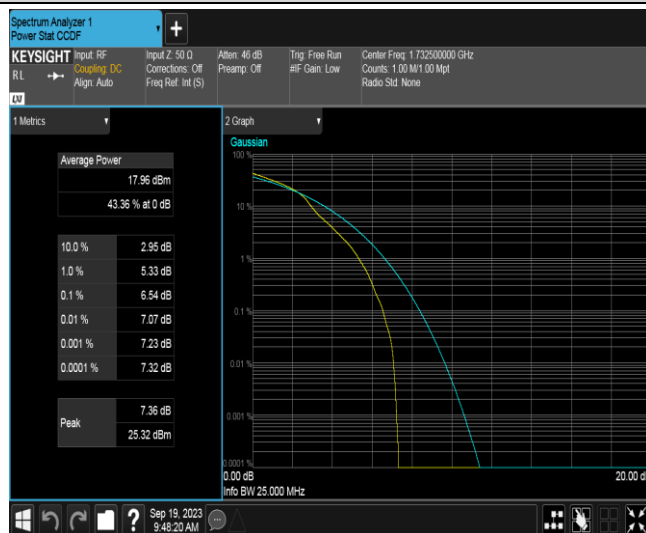 Spectrum Analyzer 1
Power Stat CCDF
KEYSIGHT
RL
LXI
Input: RF
Coupling: DC
Align: Auto
Input Z: 50 Ω
Corrections: Off
Freq Ref: Int (S)
Atten: 46 dB
Preamp: Off
Trig: Free Run
#IF Gain: Low
Center Freq: 1.732500000 GHz
Counts: 1.00 M/1.00 Mpt
Radio Std: None
1 Metrics
Average Power
17.96 dBm
43.36 % at 0 dB
10.0 % 2.95 dB
1.0 % 5.33 dB
0.1 % 6.54 dB
0.01 % 7.07 dB
0.001 % 7.23 dB
0.0001 % 7.32 dB
Peak 7.36 dB
25.32 dBm
2 Graph
Gaussian
100 %
10 %
1 %
0.1 %
0.01 %
0.001 %
0.0001 %
0.00 dB
20.00 d
Info BW 25.000 MHz
?
Sep 19, 2023
9:48:20 AM